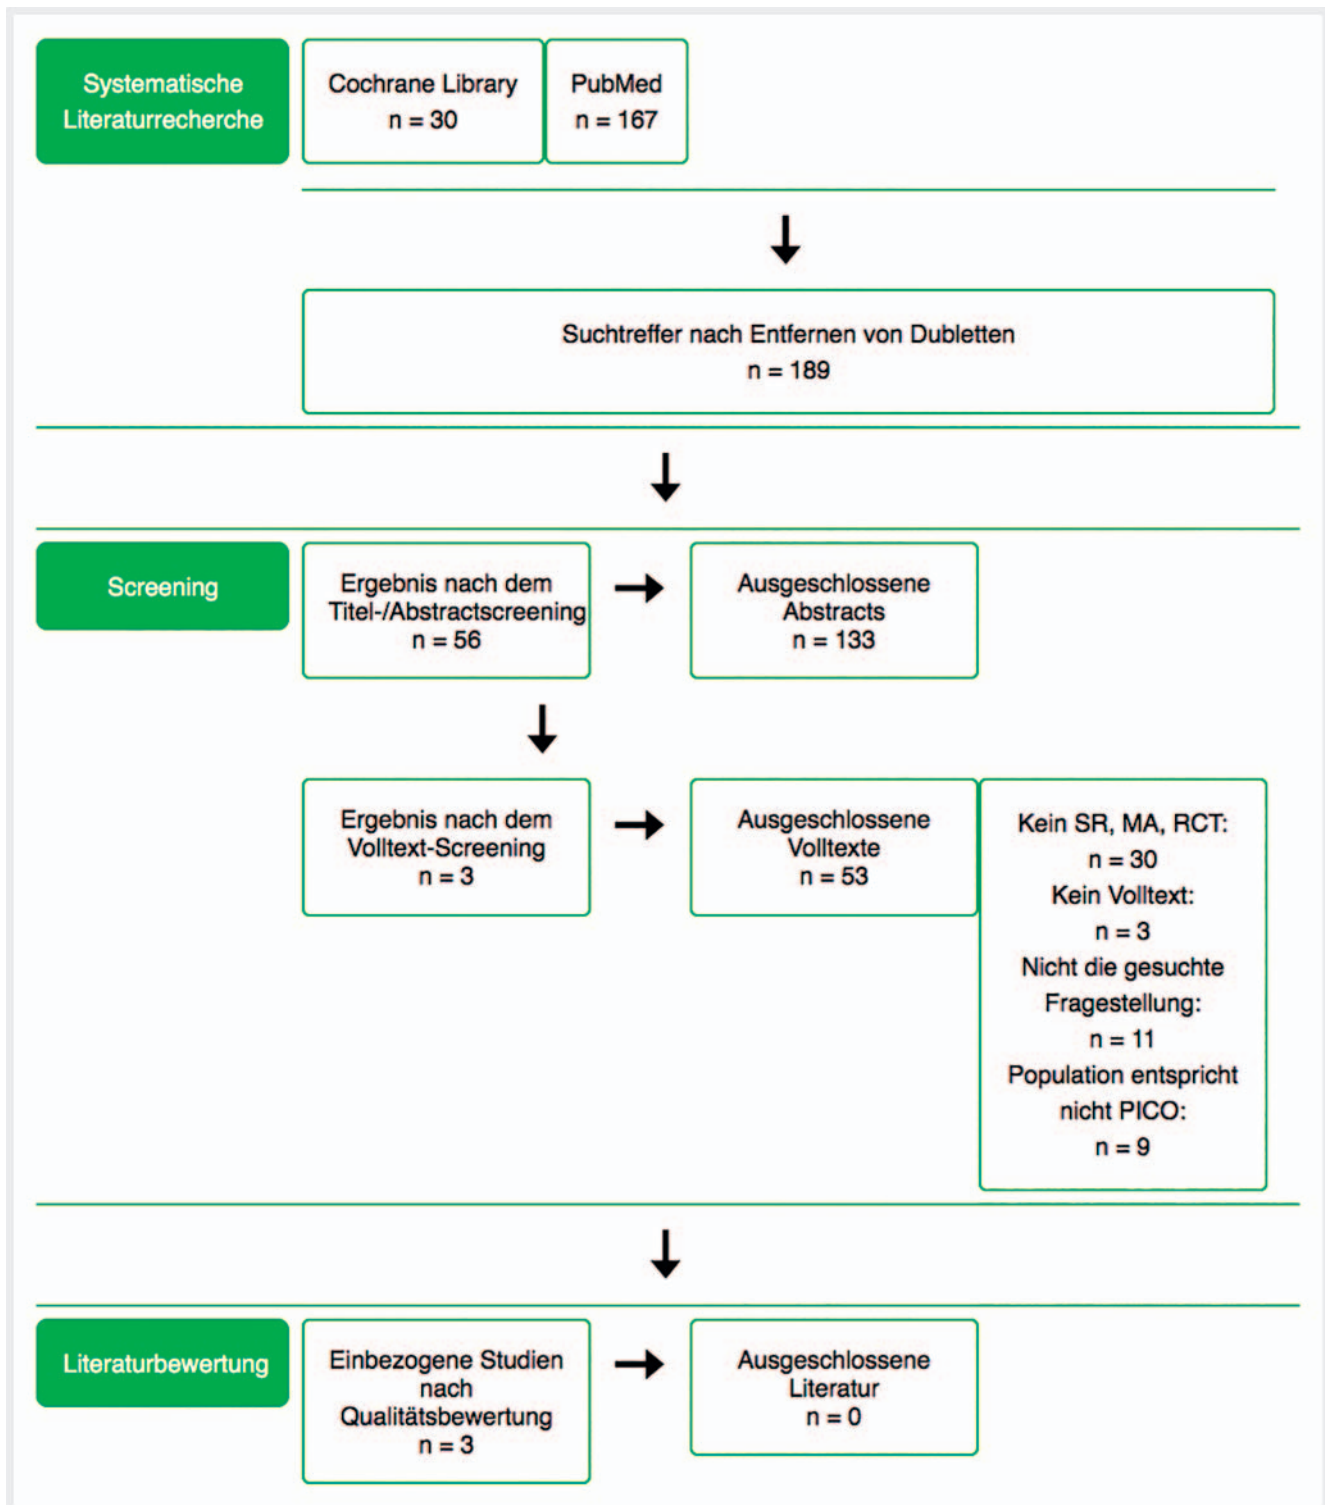 Systematische
Literaturrecherche
Cochrane Library
n = 30
PubMed
n = 167
Suchtreffer nach Entfernen von Dubletten
n = 189
Screening
Ergebnis nach dem
Titel-/Abstractscreening
n = 56
Ausgeschlossene
Abstracts
n = 133
Ergebnis nach dem
Volltext-Screening
n = 3
Ausgeschlossene
Volltexte
n = 53
Kein SR, MA, RCT:
n = 30
Kein Volltext:
n = 3
Nicht die gesuchte
Fragestellung:
n = 11
Population entspricht
nicht PICO:
n = 9
Literaturbewertung
Einbezogene Studien
nach
Qualitätsbewertung
n = 3
Ausgeschlossene
Literatur
n = 0